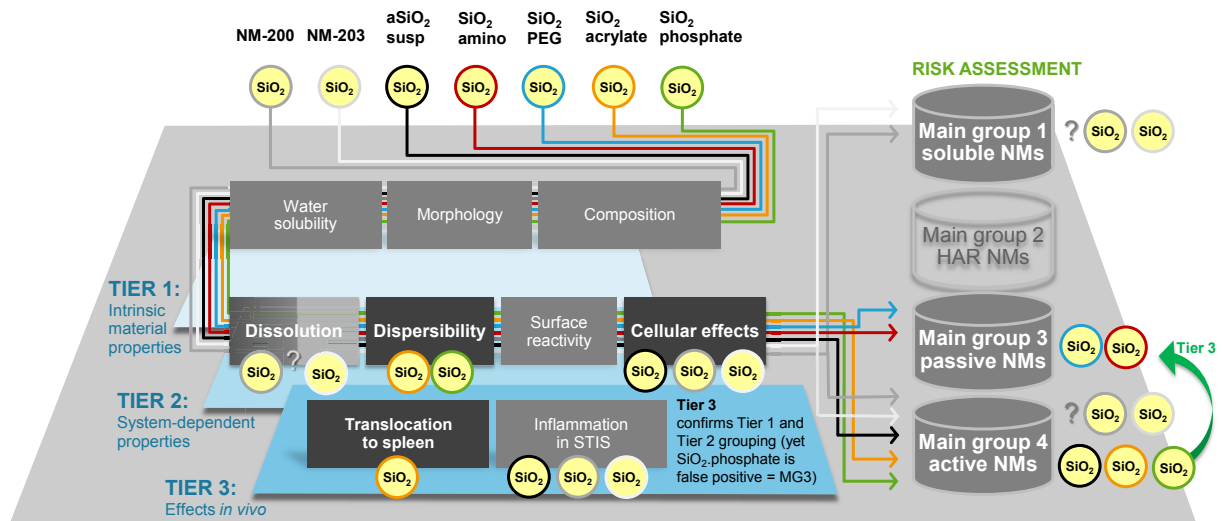 NM-200
NM-203
aSiO₂
susp
SiO₂
amino
SiO₂
PEG
SiO₂
acrylate
SiO₂
phosphate
SiO₂
SiO₂
SiO₂
SiO₂
SiO₂
SiO₂
SiO₂
RISK ASSESSMENT
Main group 1
soluble NMs
? SiO₂ SiO₂
Water
solubility
Morphology
Composition
Main group 2
HAR NMs
TIER 1:
Intrinsic
material
properties
Dissolution
SiO₂ ? SiO₂
Dispersibility
SiO₂ SiO₂
Surface
reactivity
Cellular effects
SiO₂ SiO₂ SiO₂
Main group 3
passive NMs
SiO₂ SiO₂
Tier 3
TIER 2:
System-dependent
properties
Translocation
to spleen
SiO₂
Inflammation
in STIS
SiO₂ SiO₂ SiO₂
Tier 3
confirms Tier 1 and
Tier 2 grouping (yet
SiO₂.phosphate is
false positive = MG3)
Main group 4
active NMs
? SiO₂ SiO₂
SiO₂ SiO₂ SiO₂
TIER 3:
Effects in vivo